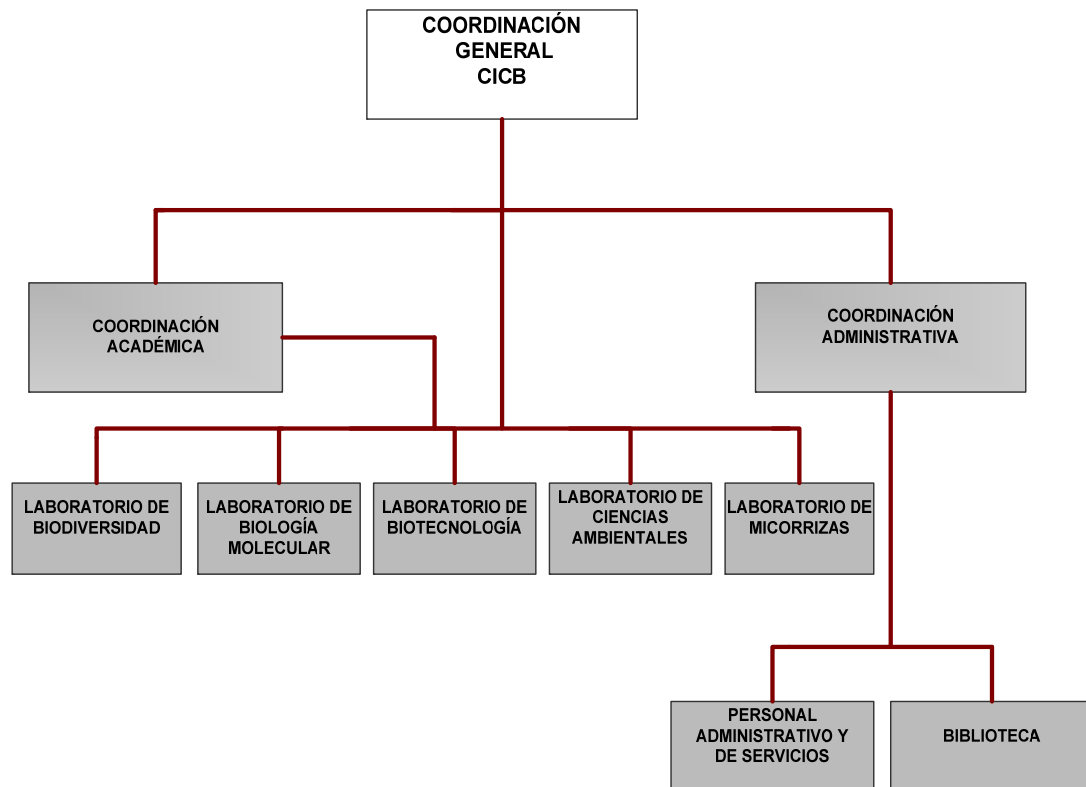 COORDINACIÓN
GENERAL
CICB
COORDINACIÓN
ACADÉMICA
COORDINACIÓN
ADMINISTRATIVA
LABORATORIO DE
BIODIVERSIDAD
LABORATORIO DE
BIOLOGÍA
MOLECULAR
LABORATORIO DE
BIOTECNOLOGÍA
LABORATORIO DE
CIENCIAS
AMBIENTALES
LABORATORIO DE
MICORRIZAS
PERSONAL
ADMINISTRATIVO Y
DE SERVICIOS
BIBLIOTECA